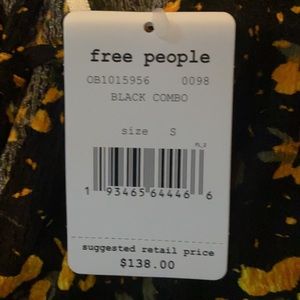 free people
OB1015956 0098
BLACK COMBO
size S
1 93465 64446 6
suggested retail price
$138.00